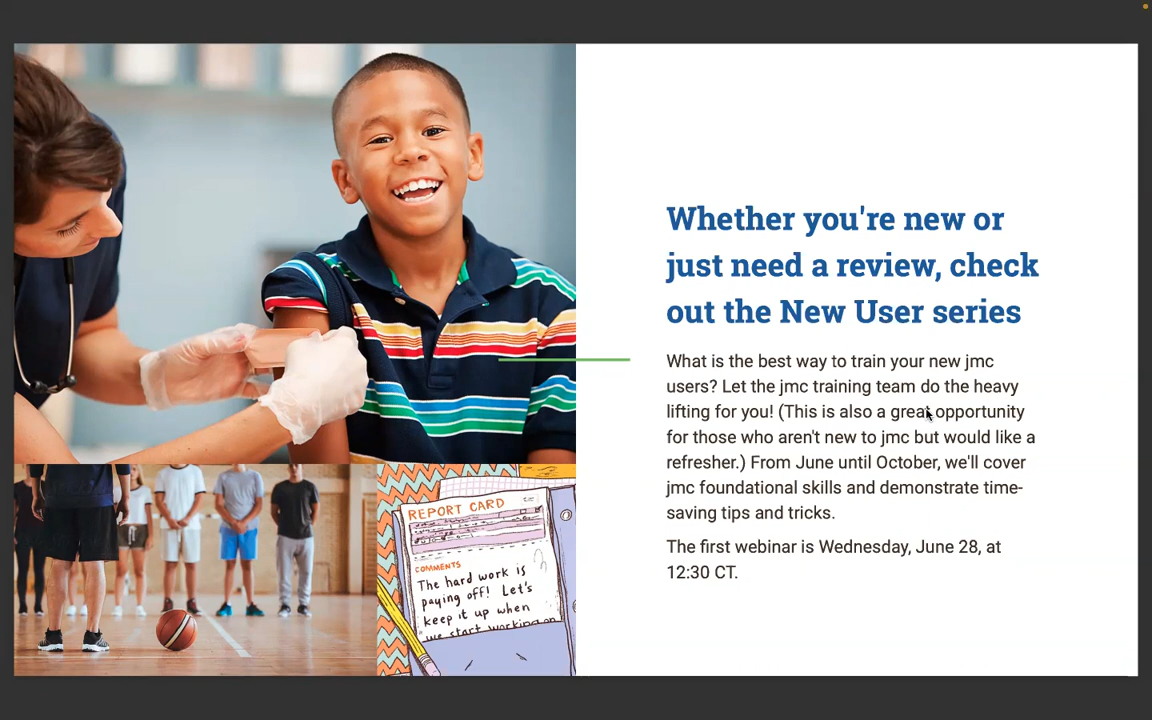 Whether you're new or
just need a review, check
out the New User series
What is the best way to train your new jmc
users? Let the jmc training team do the heavy
lifting for you! (This is also a great opportunity
for those who aren't new to jmc but would like a
refresher.) From June until October, we'll cover
jmc foundational skills and demonstrate time-
saving tips and tricks.
The first webinar is Wednesday, June 28, at
12:30 CT.
REPORT CARD
COMMENTS
The hard work is
paying off! Let's
keep it up when
we start working on